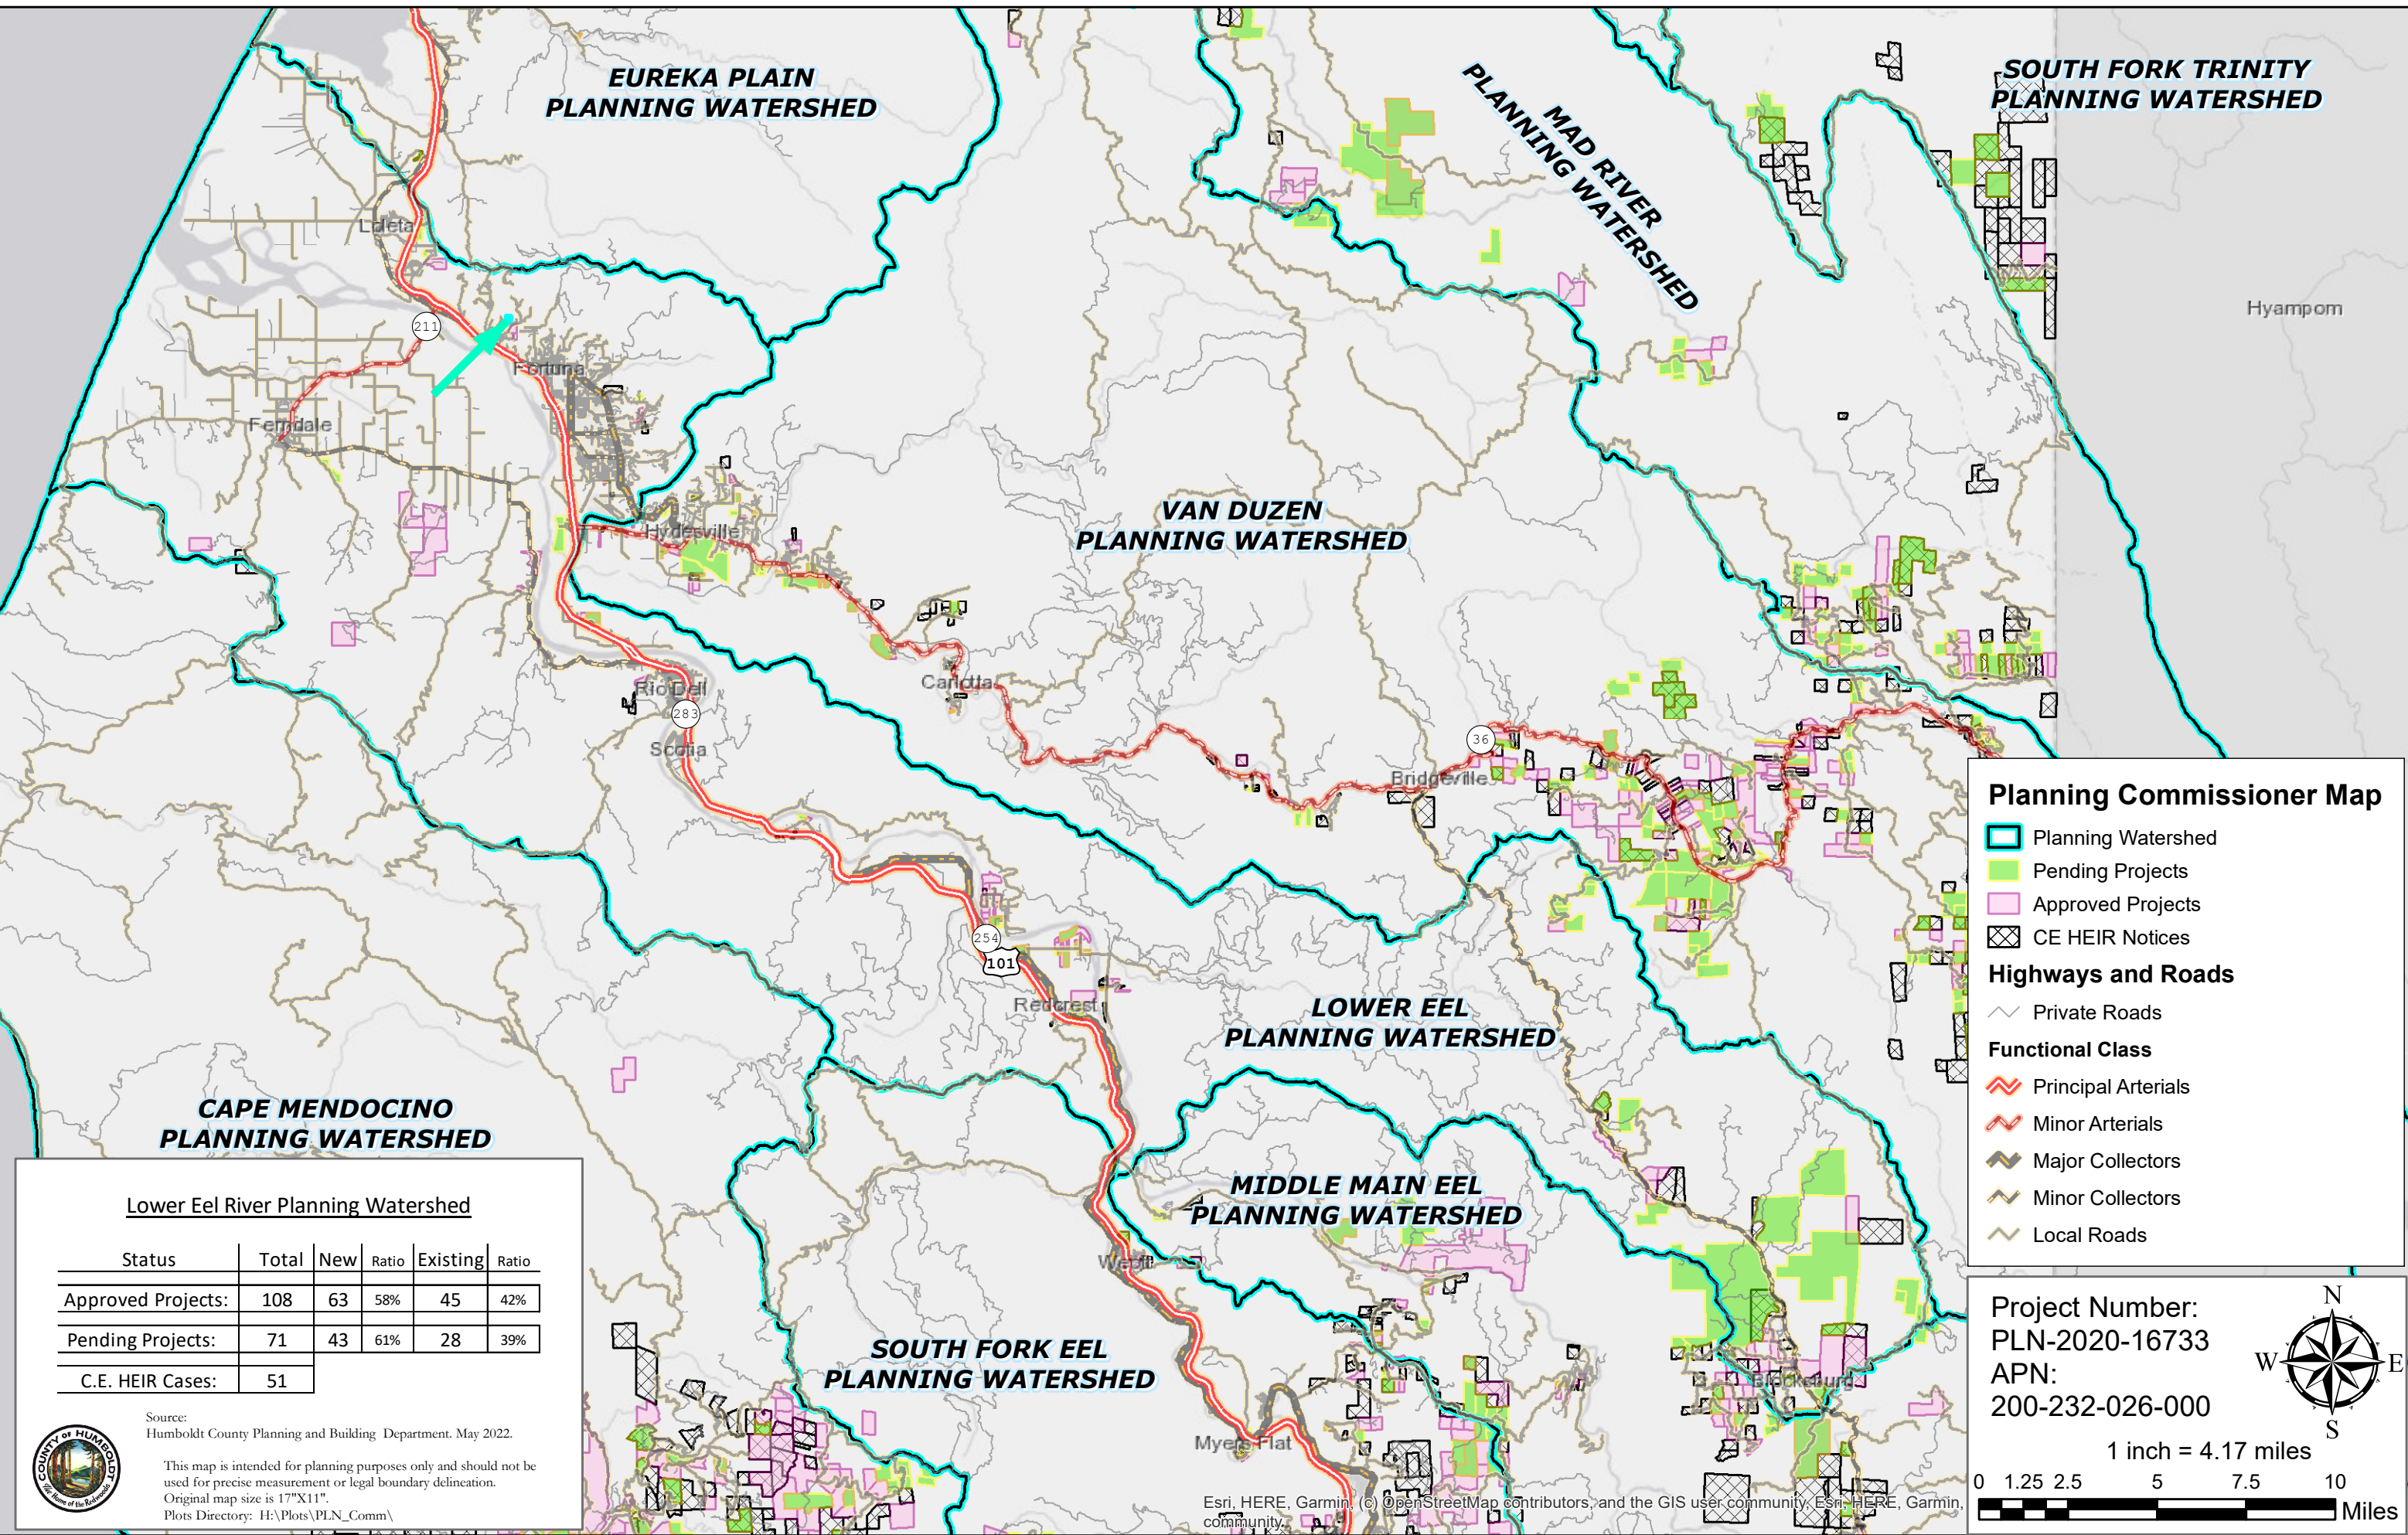 EUREKA PLAIN
PLANNING WATERSHED
MAD RIVER
PLANNING WATERSHED
SOUTH FORK TRINITY
PLANNING WATERSHED
Loleta
Hyampom
211
Fortuna
Ferndale
VAN DUZEN
PLANNING WATERSHED
Hydesville
Carlotta
Rio Dell
283
Scotia
36
Bridgeville
254
101
Redcrest
LOWER EEL
PLANNING WATERSHED
CAPE MENDOCINO
PLANNING WATERSHED
MIDDLE MAIN EEL
PLANNING WATERSHED
Weott
SOUTH FORK EEL
PLANNING WATERSHED
Blocksburg
Myers Flat
Planning Commissioner Map
Planning Watershed
Pending Projects
Approved Projects
CE HEIR Notices
Highways and Roads
Private Roads
Functional Class
Principal Arterials
Minor Arterials
Major Collectors
Minor Collectors
Local Roads
Lower Eel River Planning Watershed
Status Total New Ratio Existing Ratio
Approved Projects: 108 63 58% 45 42%
Pending Projects: 71 43 61% 28 39%
C.E. HEIR Cases: 51
COUNTY OF HUMBOLDT
The Home of the Redwoods
Source:
Humboldt County Planning and Building Department. May 2022.
This map is intended for planning purposes only and should not be
used for precise measurement or legal boundary delineation.
Original map size is 17"X11".
Plots Directory: H:\Plots\PLN_Comm\
Project Number:
PLN-2020-16733
APN:
200-232-026-000
N
W E
S
1 inch = 4.17 miles
0 1.25 2.5 5 7.5 10
Miles
Esri, HERE, Garmin, (c) OpenStreetMap contributors, and the GIS user community, Esri, HERE, Garmin,
community